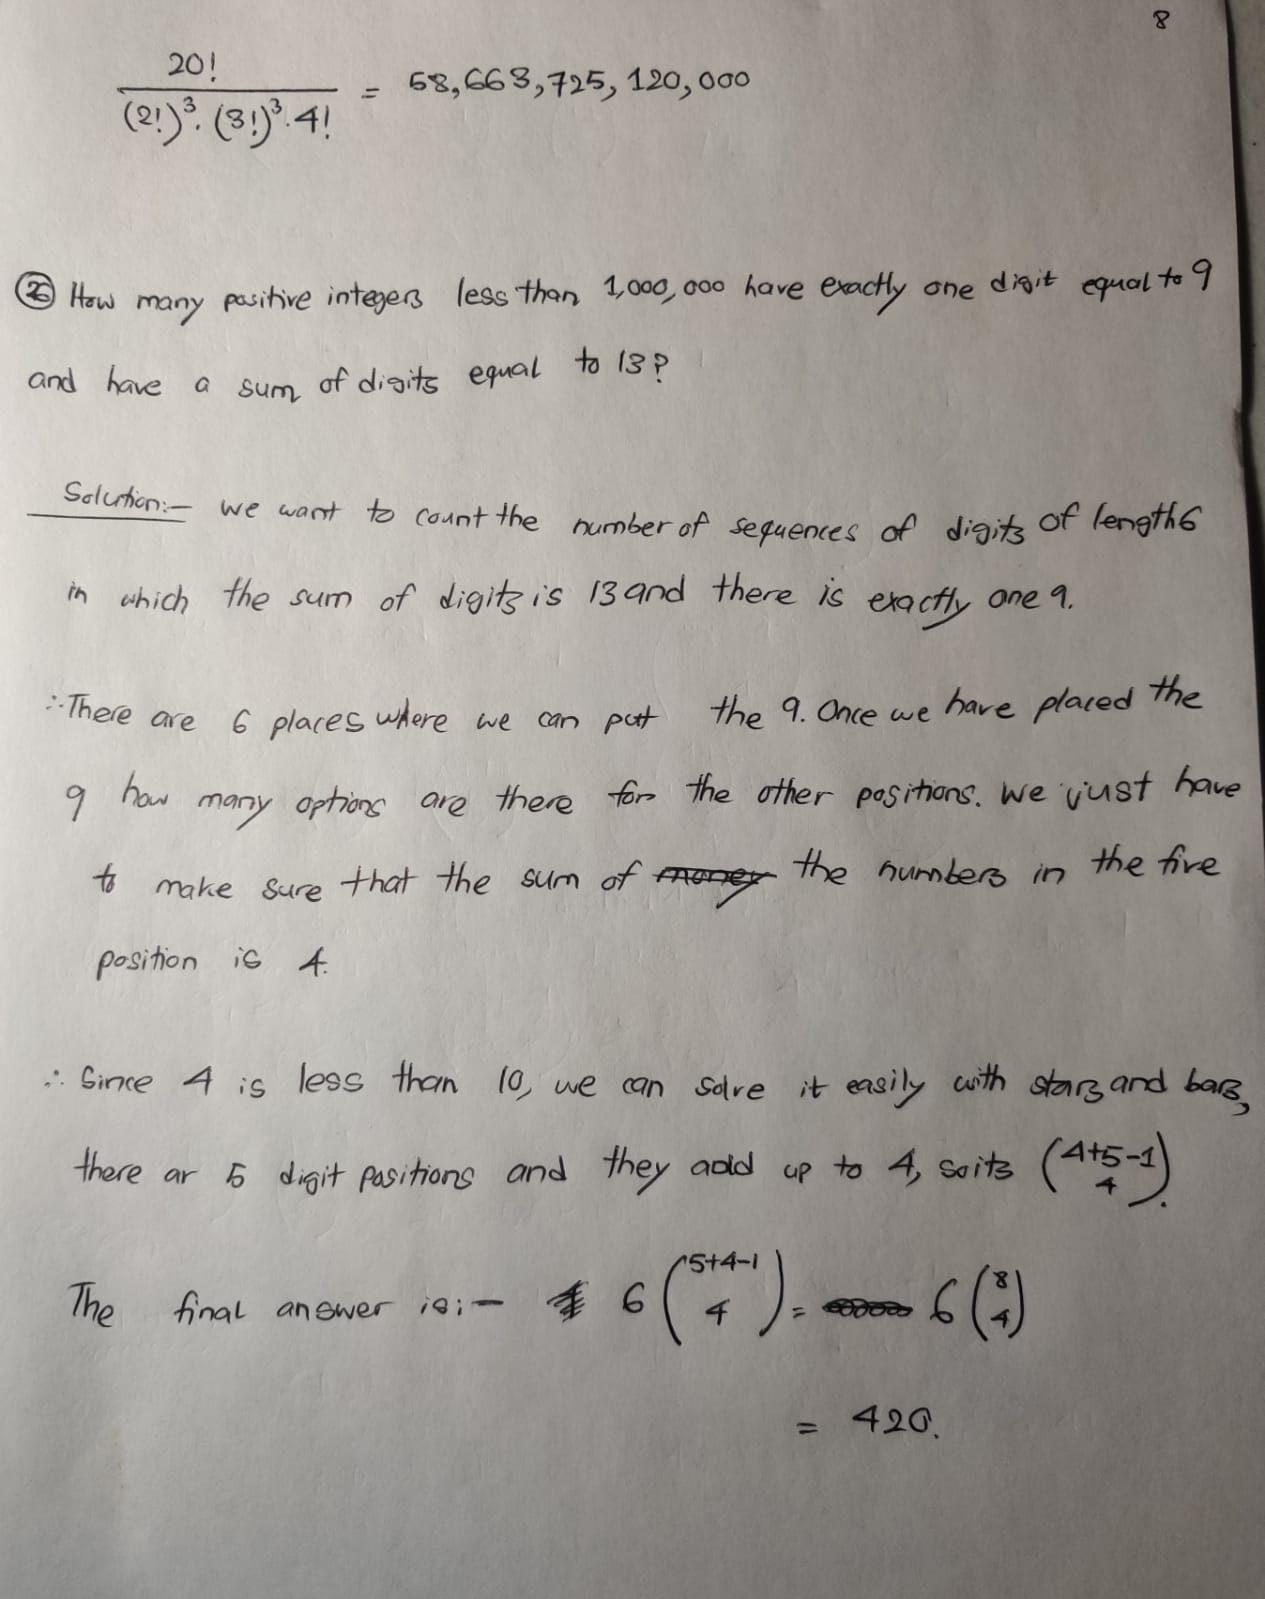 8
20! / (2!)³. (3!)³. 4! = 58,663,725,120,000
② How many positive integers less than 1,000,000 have exactly one digit equal to 9
and have a sum of digits equal to 13?
Solution:- we want to count the number of sequences of digits of length 6
in which the sum of digits is 13 and there is exactly one 9.
∴ There are 6 places where we can putt the 9. Once we have placed the
9 how many options are there for the other positions. We just have
to make sure that the sum of the numbers in the five
position is 4.
∴ Since 4 is less than 10, we can solve it easily with stars and bars,
there ar 5 digit positions and they add up to 4, so its (4+5-1 4).
The final answer is:- 6 (5+4-1 4) = 6 (8 4)
= 420.